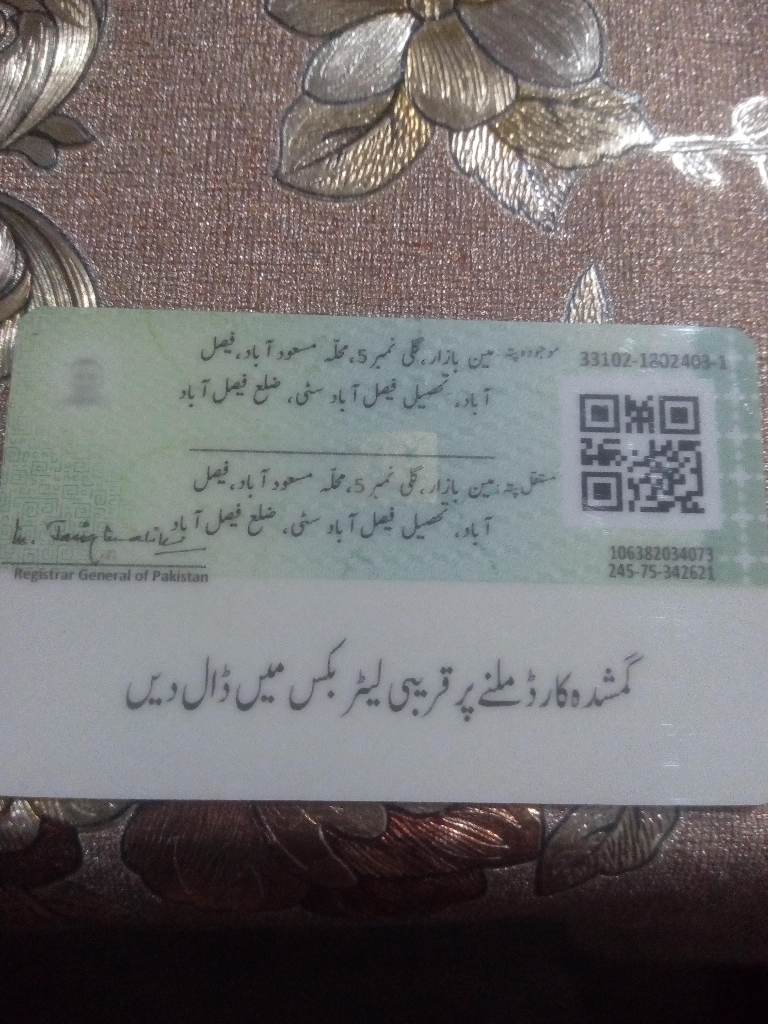 موجودہ پتہ: مین بازار، گلی نمبر 5، محلہ مسعود آباد، فیصل
آباد، تحصیل فیصل آباد سٹی، ضلع فیصل آباد
33102-1802403-1
مستقل پتہ: مین بازار، گلی نمبر 5، محلہ مسعود آباد، فیصل
آباد، تحصیل فیصل آباد سٹی، ضلع فیصل آباد
106382034073
245-75-342621
Registrar General of Pakistan
گمشدہ کارڈ ملنے پر قریبی لیٹر بکس میں ڈال دیں